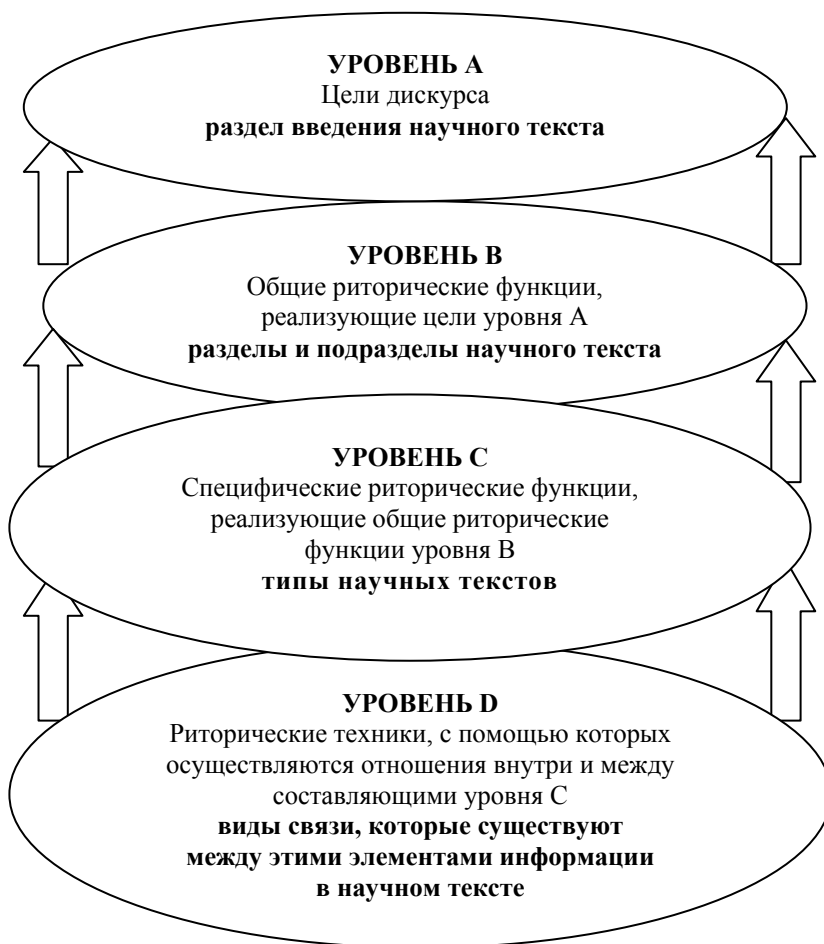 УРОВЕНЬ A
Цели дискурса
раздел введения научного текста
УРОВЕНЬ B
Общие риторические функции,
реализующие цели уровня A
разделы и подразделы научного текста
УРОВЕНЬ C
Специфические риторические функции,
реализующие общие риторические
функции уровня B
типы научных текстов
УРОВЕНЬ D
Риторические техники, с помощью которых
осуществляются отношения внутри и между
составляющими уровня C
виды связи, которые существуют
между этими элементами информации
в научном тексте